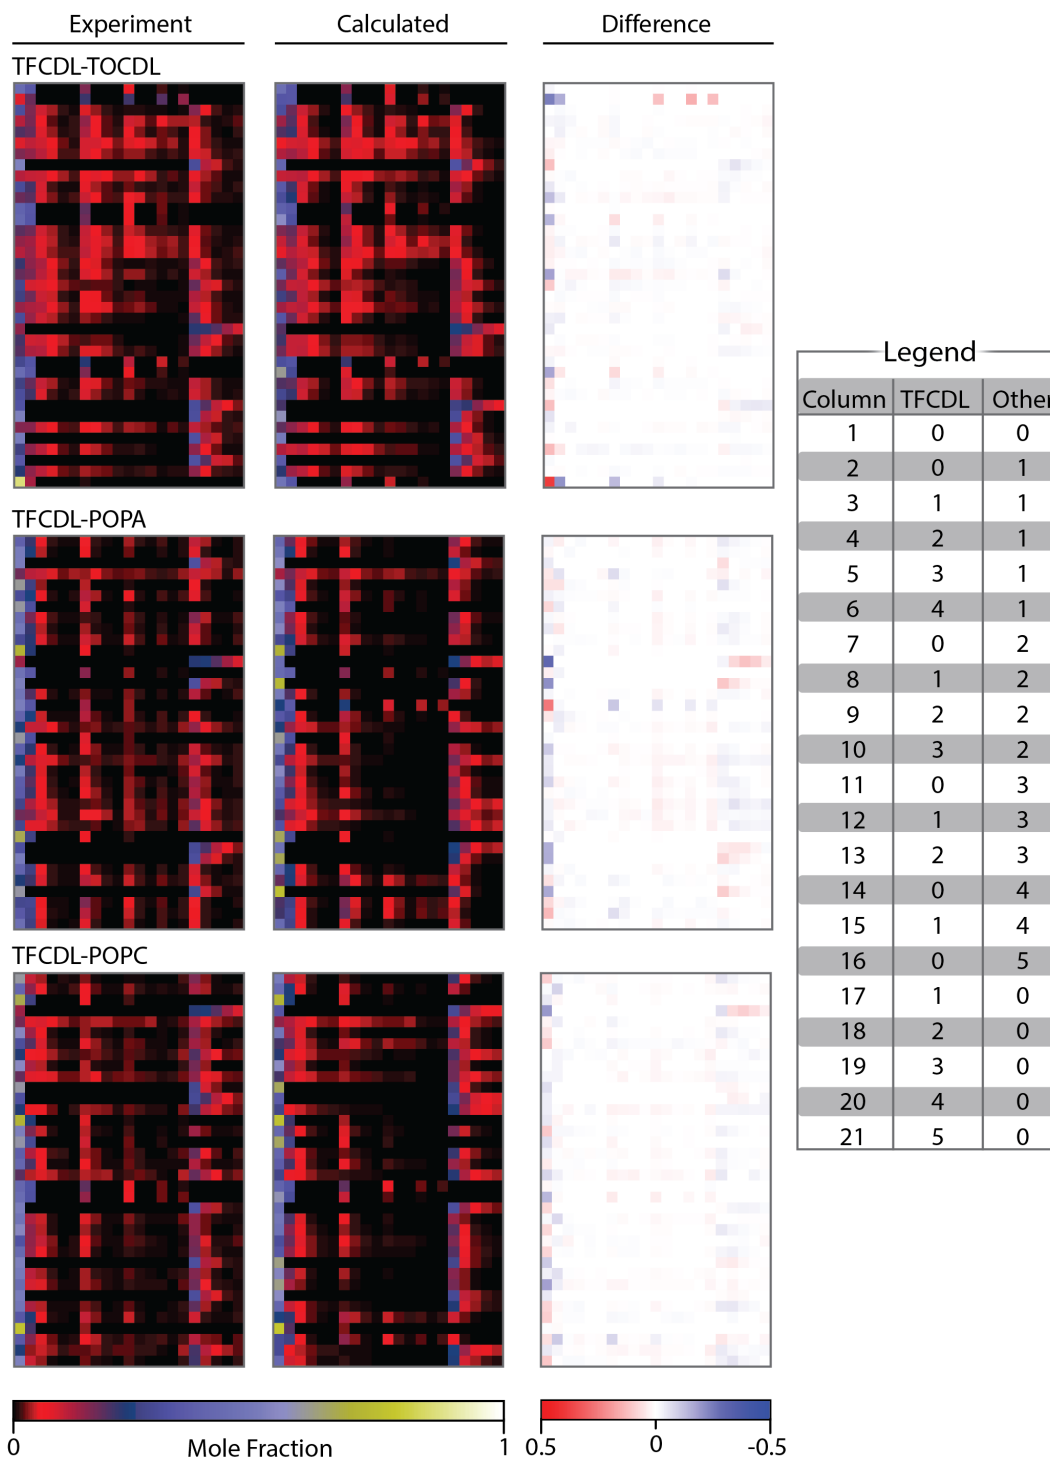 Experiment Calculated Difference
TFCDL-TOCDL
TFCDL-POPA
TFCDL-POPC
0 Mole Fraction 1
0.5 0 -0.5
Legend
Column TFCDL Other
1 0 0
2 0 1
3 1 1
4 2 1
5 3 1
6 4 1
7 0 2
8 1 2
9 2 2
10 3 2
11 0 3
12 1 3
13 2 3
14 0 4
15 1 4
16 0 5
17 1 0
18 2 0
19 3 0
20 4 0
21 5 0